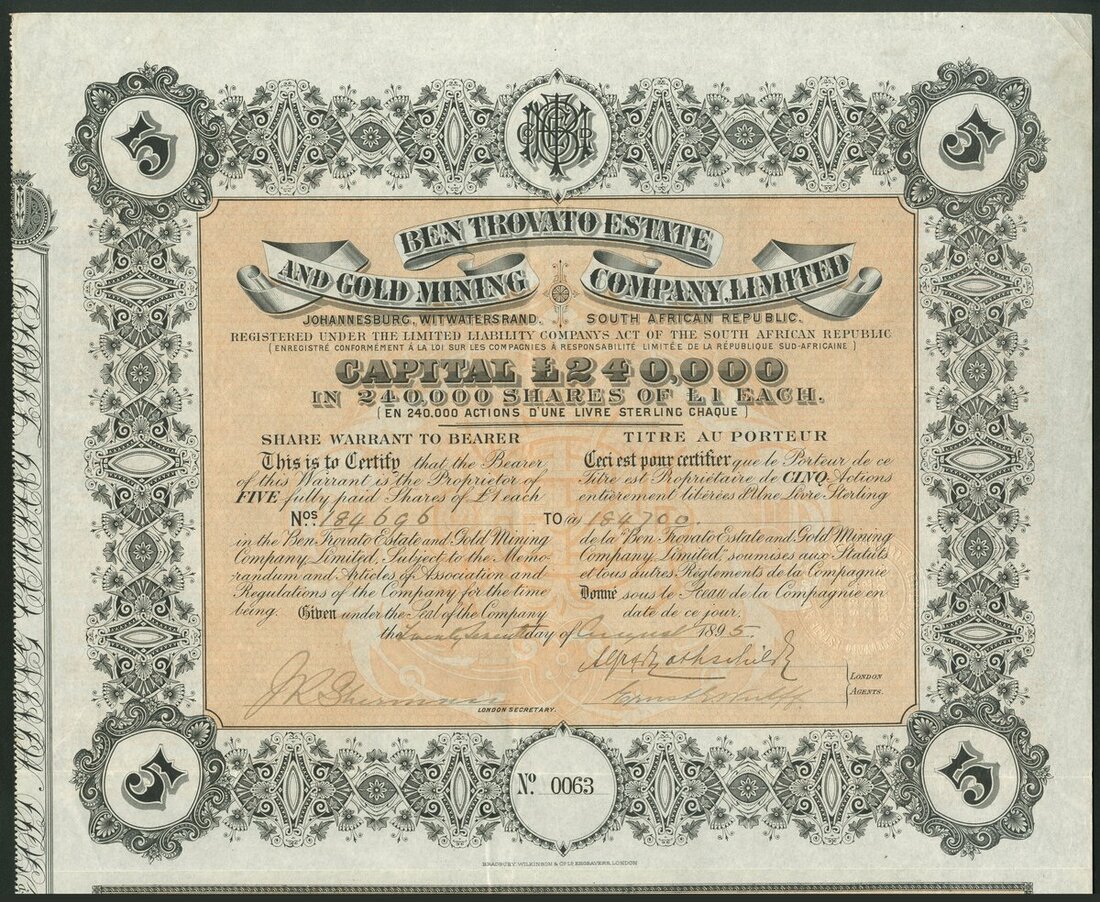 5
5
BEN TROVATO ESTATE
AND GOLD MINING COMPANY, LIMITED
JOHANNESBURG, WITWATERSRAND, SOUTH AFRICAN REPUBLIC.
REGISTERED UNDER THE LIMITED LIABILITY COMPANYS ACT OF THE SOUTH AFRICAN REPUBLIC
(ENREGISTRÉ CONFORMÉMENT À LA LOI SUR LES COMPAGNIES À RESPONSABILITÉ LIMITÉE DE LA RÉPUBLIQUE SUD-AFRICAINE)
CAPITAL £240,000
IN 240,000 SHARES OF £1 EACH.
(EN 240.000 ACTIONS D'UNE LIVRE STERLING CHAQUE)
SHARE WARRANT TO BEARER
This is to Certify that the Bearer
of this Warrant is the Proprietor of
FIVE fully paid Shares of £1 each
Nos. 184696
in the Ben Trovato Estate and Gold Mining
Company, Limited, Subject to the Memo-
randum and Articles of Association and
Regulations of the Company for the time
being. Given under the Seal of the Company
TITRE AU PORTEUR
Ceci est pour certifier que le Porteur de ce
Titre est Propriétaire de CINQ Actions
entièrement libérées d'Une Livre Sterling
TO (à) 184700.
de la "Ben Trovato Estate and Gold Mining
Company Limited," soumises aux Statuts
et tous autres Réglements de la Compagnie
Donné sous le Sceau de la Compagnie en
date de ce jour.
day of August 1895.
LONDON
AGENTS.
LONDON SECRETARY.
5
No. 0063
5
BRADBURY, WILKINSON & Co. LD. ENGRAVERS, LONDON